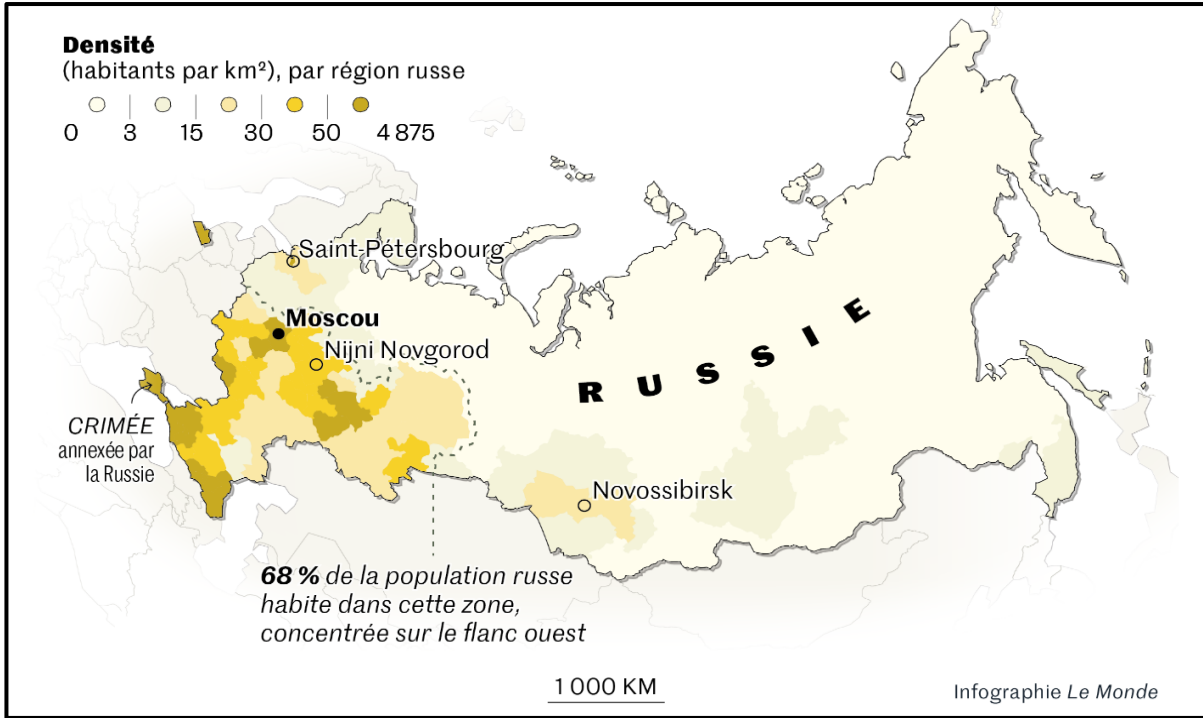 Densité
(habitants par km²), par région russe
0 3 15 30 50 4 875
Saint-Pétersbourg
Moscou
Nijni Novgorod
RUSSIE
CRIMÉE
annexée par
la Russie
Novossibirsk
68 % de la population russe
habite dans cette zone,
concentrée sur le flanc ouest
1 000 KM
Infographie Le Monde